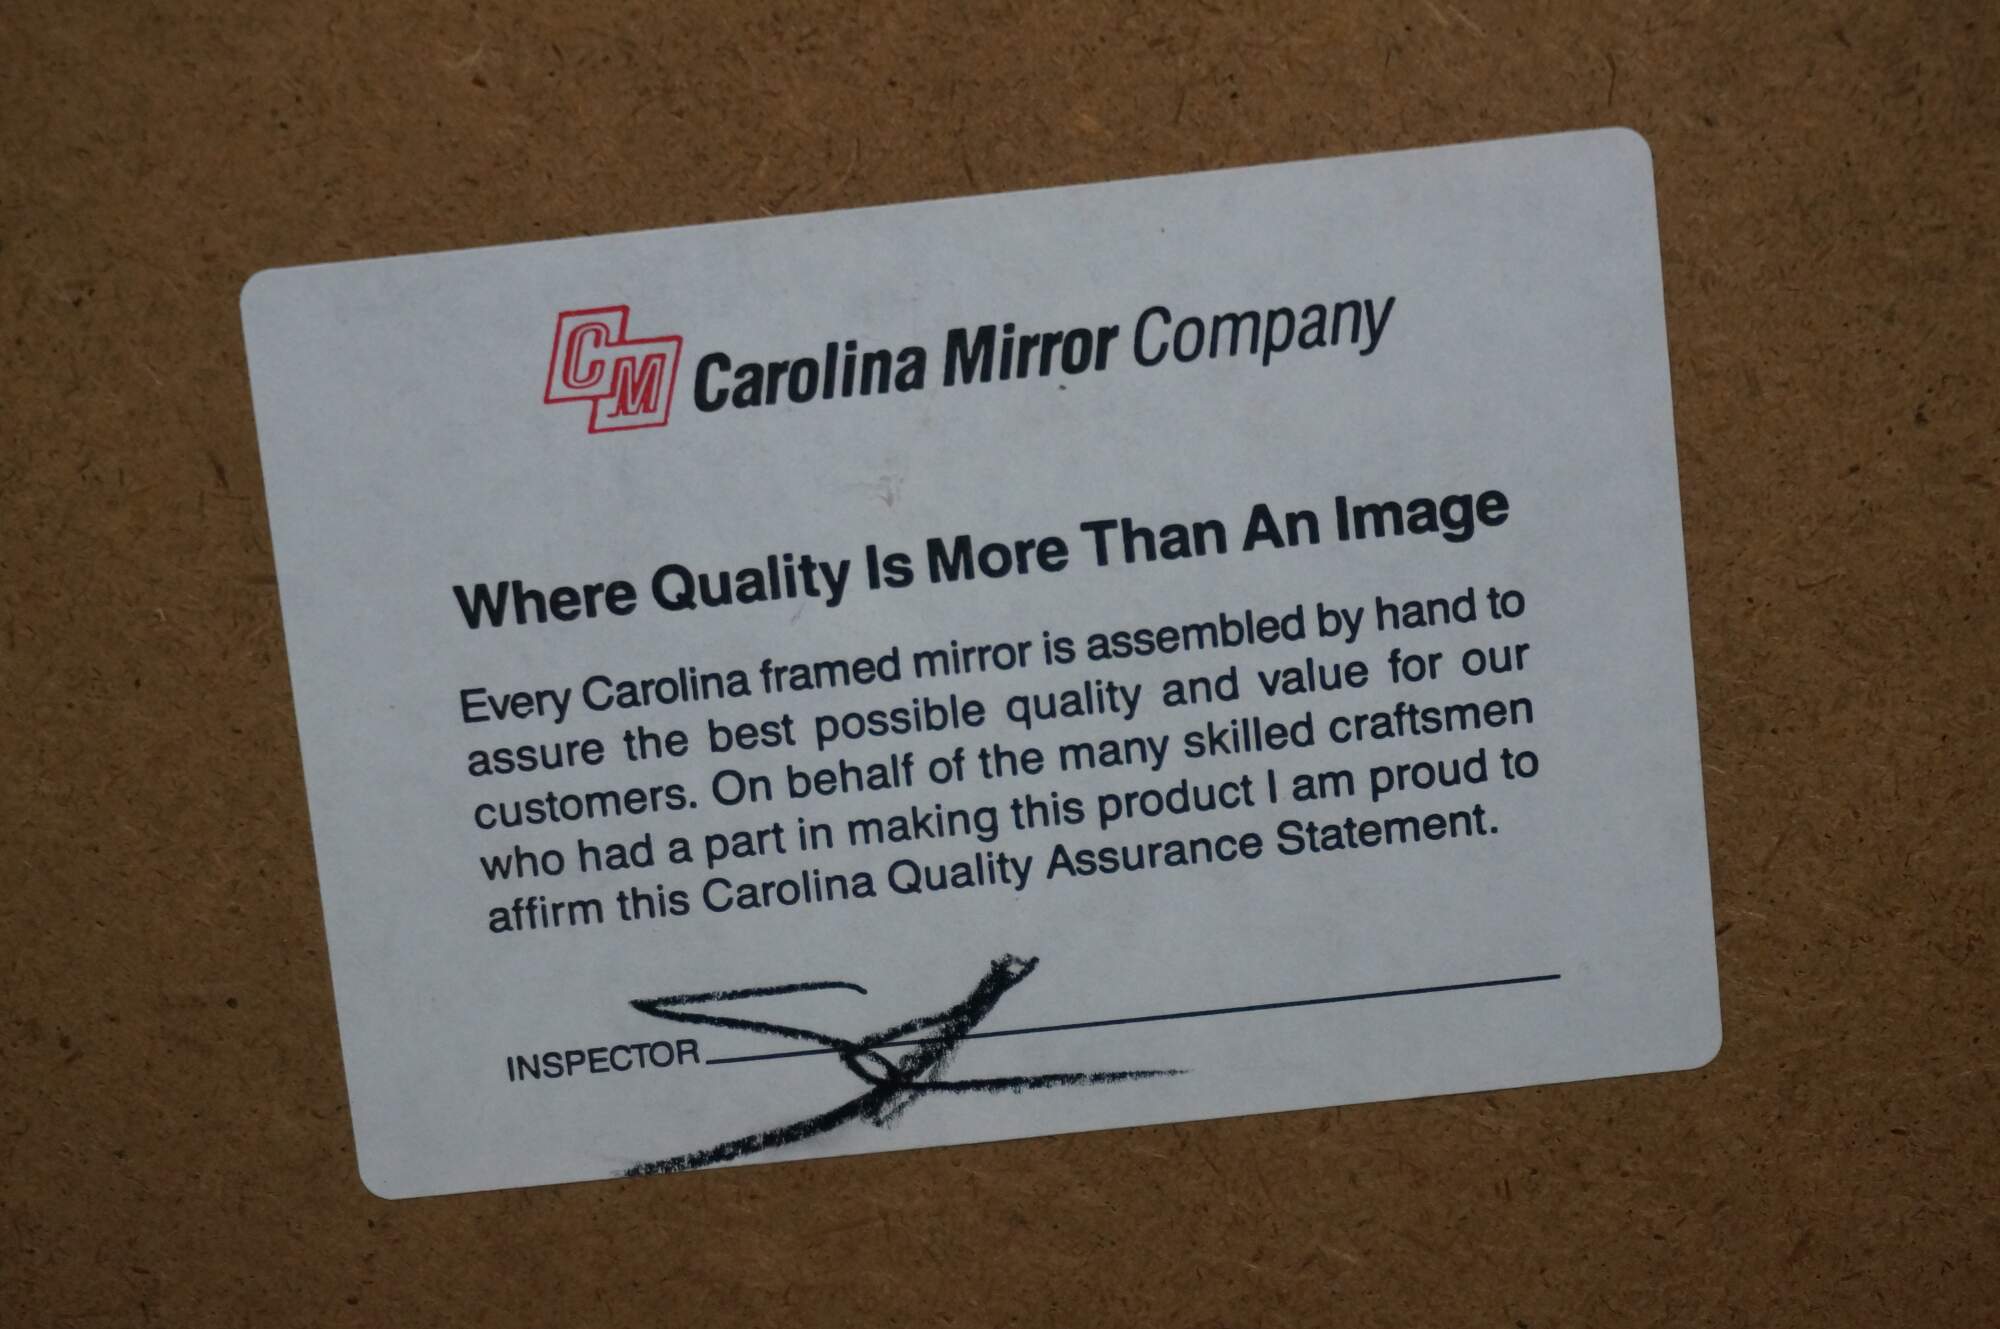 CM Carolina Mirror Company
Where Quality Is More Than An Image
Every Carolina framed mirror is assembled by hand to
assure the best possible quality and value for our
customers. On behalf of the many skilled craftsmen
who had a part in making this product I am proud to
affirm this Carolina Quality Assurance Statement.
INSPECTOR